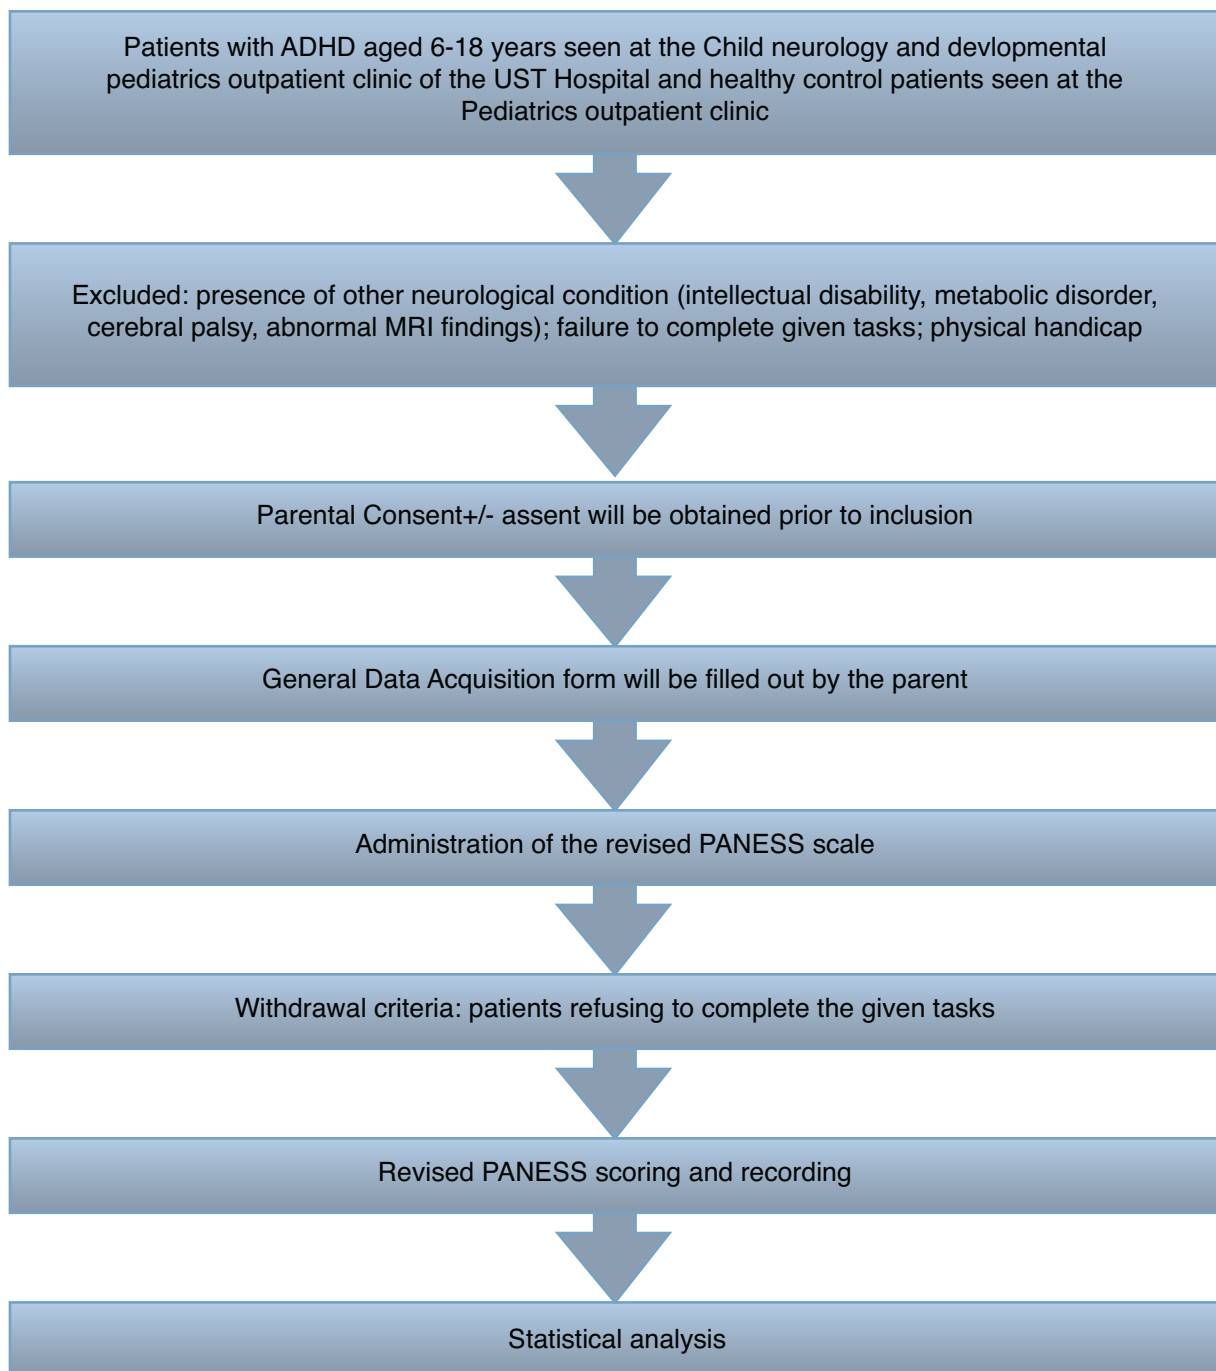 Patients with ADHD aged 6-18 years seen at the Child neurology and devlopmental
pediatrics outpatient clinic of the UST Hospital and healthy control patients seen at the
Pediatrics outpatient clinic
Excluded: presence of other neurological condition (intellectual disability, metabolic disorder,
cerebral palsy, abnormal MRI findings); failure to complete given tasks; physical handicap
Parental Consent+/- assent will be obtained prior to inclusion
General Data Acquisition form will be filled out by the parent
Administration of the revised PANESS scale
Withdrawal criteria: patients refusing to complete the given tasks
Revised PANESS scoring and recording
Statistical analysis